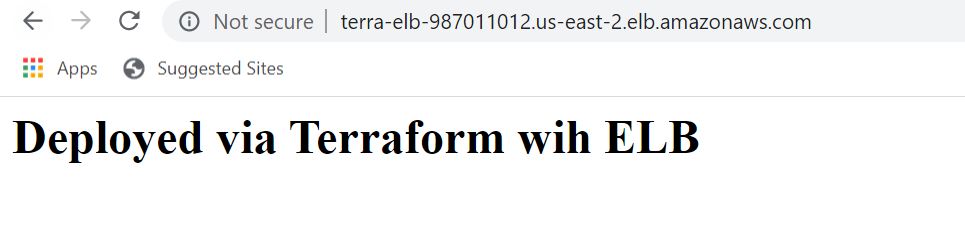 Not secure | terra-elb-987011012.us-east-2.elb.amazonaws.com
Apps Suggested Sites
Deployed via Terraform wih ELB